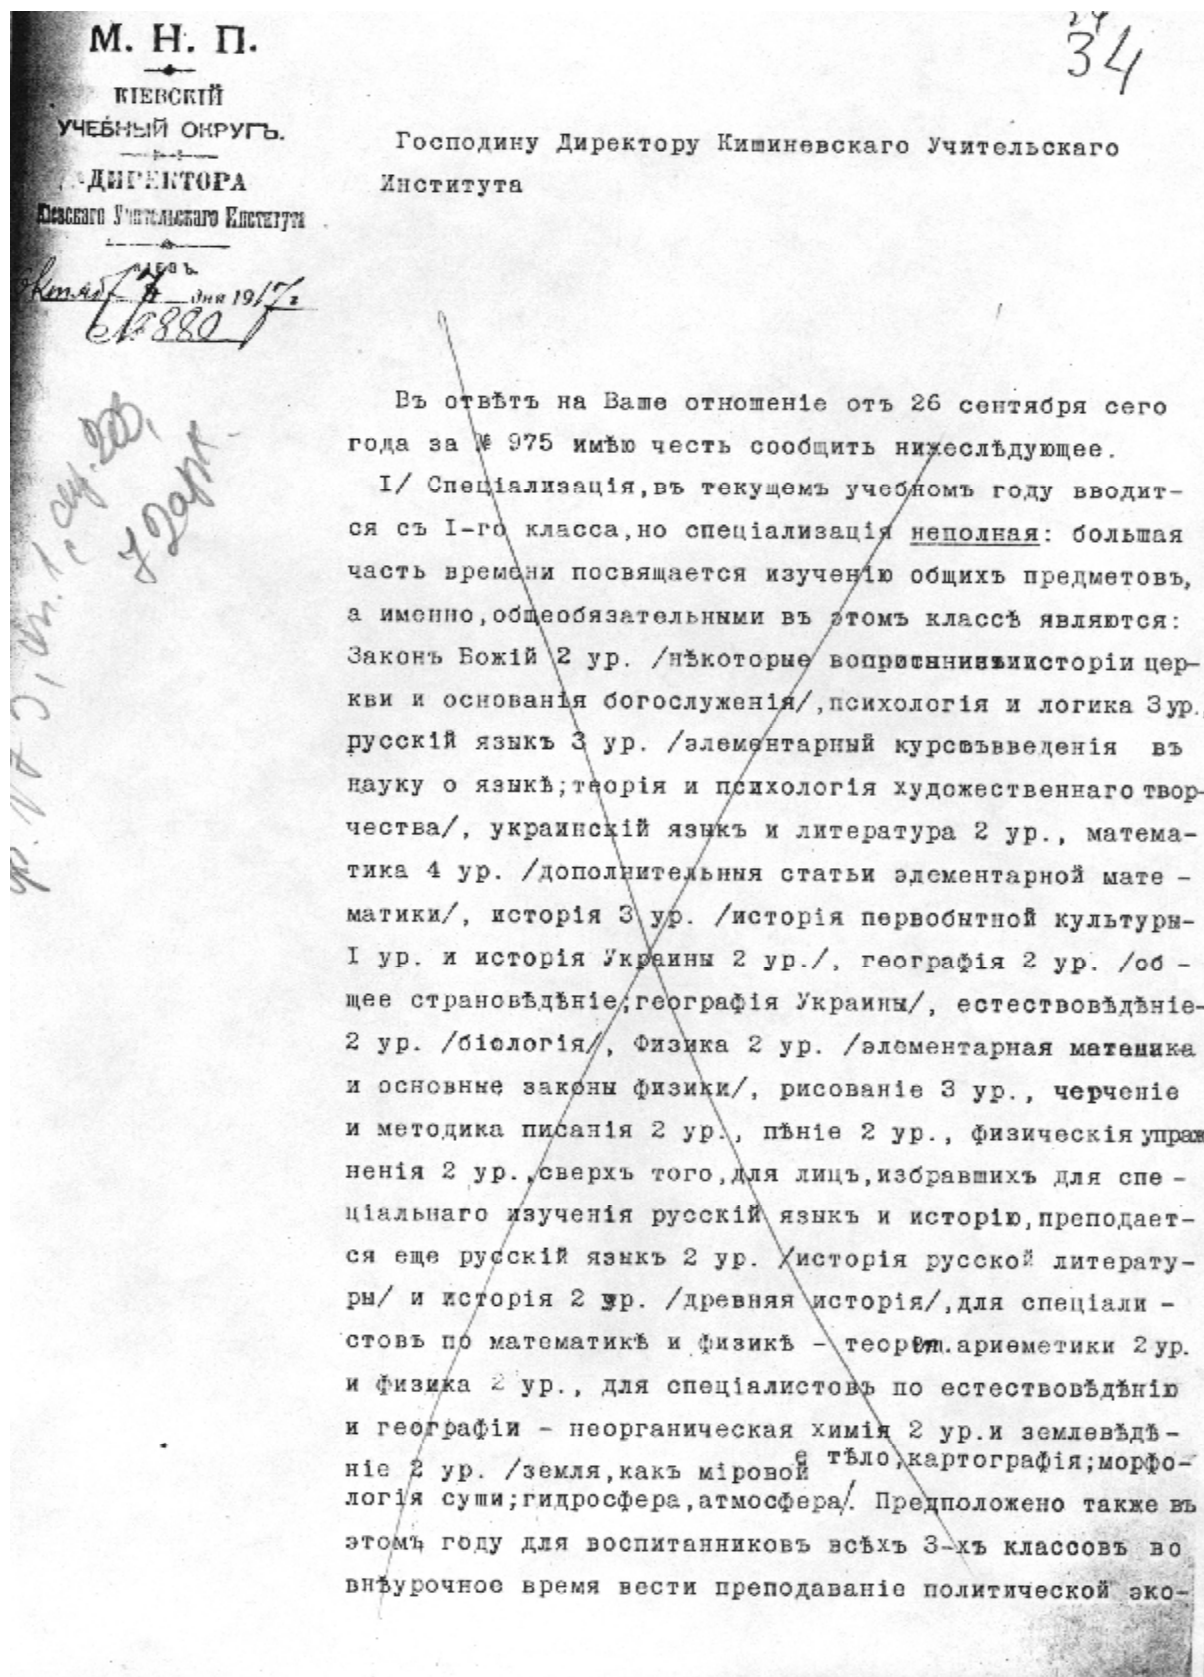 34
М. Н. П.
КІЕВСКІЙ
УЧЕБНЫЙ ОКРУГЪ.
ДИРЕКТОРА
Кіевскаго Учительскаго Института
КІЕВЪ.
Октяб 7 дня 1917 г
№ 880
Господину Директору Кишиневскаго Учительскаго
Института
Въ отвѣтъ на Ваше отношеніе отъ 26 сентября сего
года за № 975 имѣю честь сообщить нижеслѣдующее.
I/ Спеціализація,въ текущемъ учебномъ году вводит-
ся съ I-го класса,но спеціализація неполная: большая
часть времени посвящается изученію общихъ предметовъ,
а именно,общеобязательными въ этомъ классѣ являются:
Законъ Божій 2 ур. /нѣкоторые исторіи цер-
кви и основанія богослуженія/,психологія и логика 3 ур.
русскій языкъ 3 ур. /элементарный курсъ введенія въ
науку о языкѣ;теорія и психологія художественнаго твор-
чества/, украинскій языкъ и литература 2 ур., матема-
тика 4 ур. /дополнительныя статьи элементарной мате -
матики/, исторія 3 ур. /исторія первобытной культуры-
I ур. и исторія Украины 2 ур./, географія 2 ур. /об -
щее страновѣдѣніе;географія Украины/, естествовѣдѣніе-
2 ур. /біологія/, Физика 2 ур. /элементарная
и основные законы физики/, рисованіе 3 ур., черченіе
и методика писанія 2 ур., пѣніе 2 ур., физическія упраж
ненія 2 ур.,сверхъ того,для лицъ,избравшихъ для спе -
ціальнаго изученія русскій языкъ и исторію,преподает-
ся еще русскій языкъ 2 ур. /исторія русской литерату-
ры/ и исторія 2 ур. /древняя исторія/,для спеціали -
стовъ по математикѣ и физикѣ - ариѳметики 2 ур.
и физика 2 ур., для спеціалистовъ по естествовѣдѣнію
и географіи - неорганическая химія 2 ур.и землевѣдѣ-
ніе 2 ур. /земля,какъ міровое тѣло,картографія;морфо-
логія суши;гидросфера,атмосфера/. Предположено также въ
этомъ году для воспитанниковъ всѣхъ 3-хъ классовъ во
внѣурочное время вести преподаваніе политической эко-